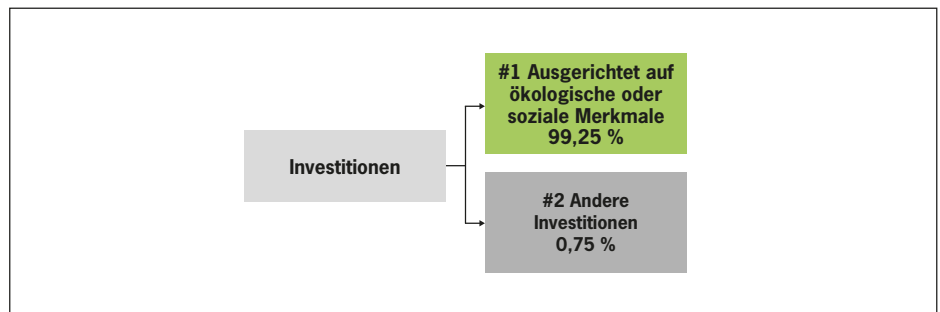 Investitionen
#1 Ausgerichtet auf
ökologische oder
soziale Merkmale
99,25 %
#2 Andere
Investitionen
0,75 %